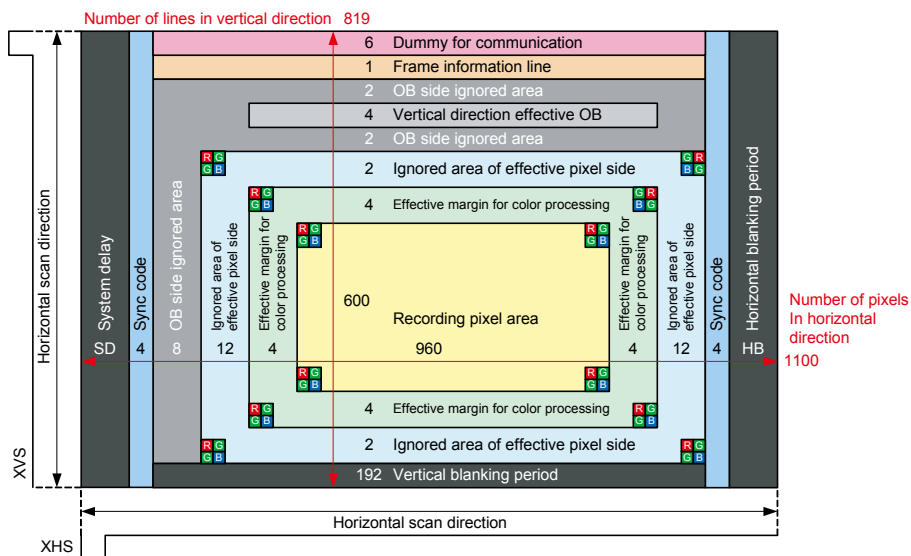 Number of lines in vertical direction 819
6 Dummy for communication
1 Frame information line
2 OB side ignored area
4 Vertical direction effective OB
2 OB side ignored area
R G
G B
2 Ignored area of effective pixel side
G R
B G
B R
G G
R G
G B
4 Effective margin for color processing
G R
B G
R G
G B
R G
G B
Horizontal scan direction
System delay
Sync code
OB side ignored area
Ignored area of
effective pixel side
Effective margin for
color processing
600
Recording pixel area
Effective margin for
color processing
Ignored area of
effective pixel side
Sync code
Horizontal blanking period
Number of pixels
In horizontal
direction
SD 4 8 12 4 960 4 12 4 HB
1100
R G
G B
R G
G B
R G
G B
4 Effective margin for color processing
R G
G B
R G
G B
2 Ignored area of effective pixel side
R G
G B
192 Vertical blanking period
XVS
Horizontal scan direction
XHS